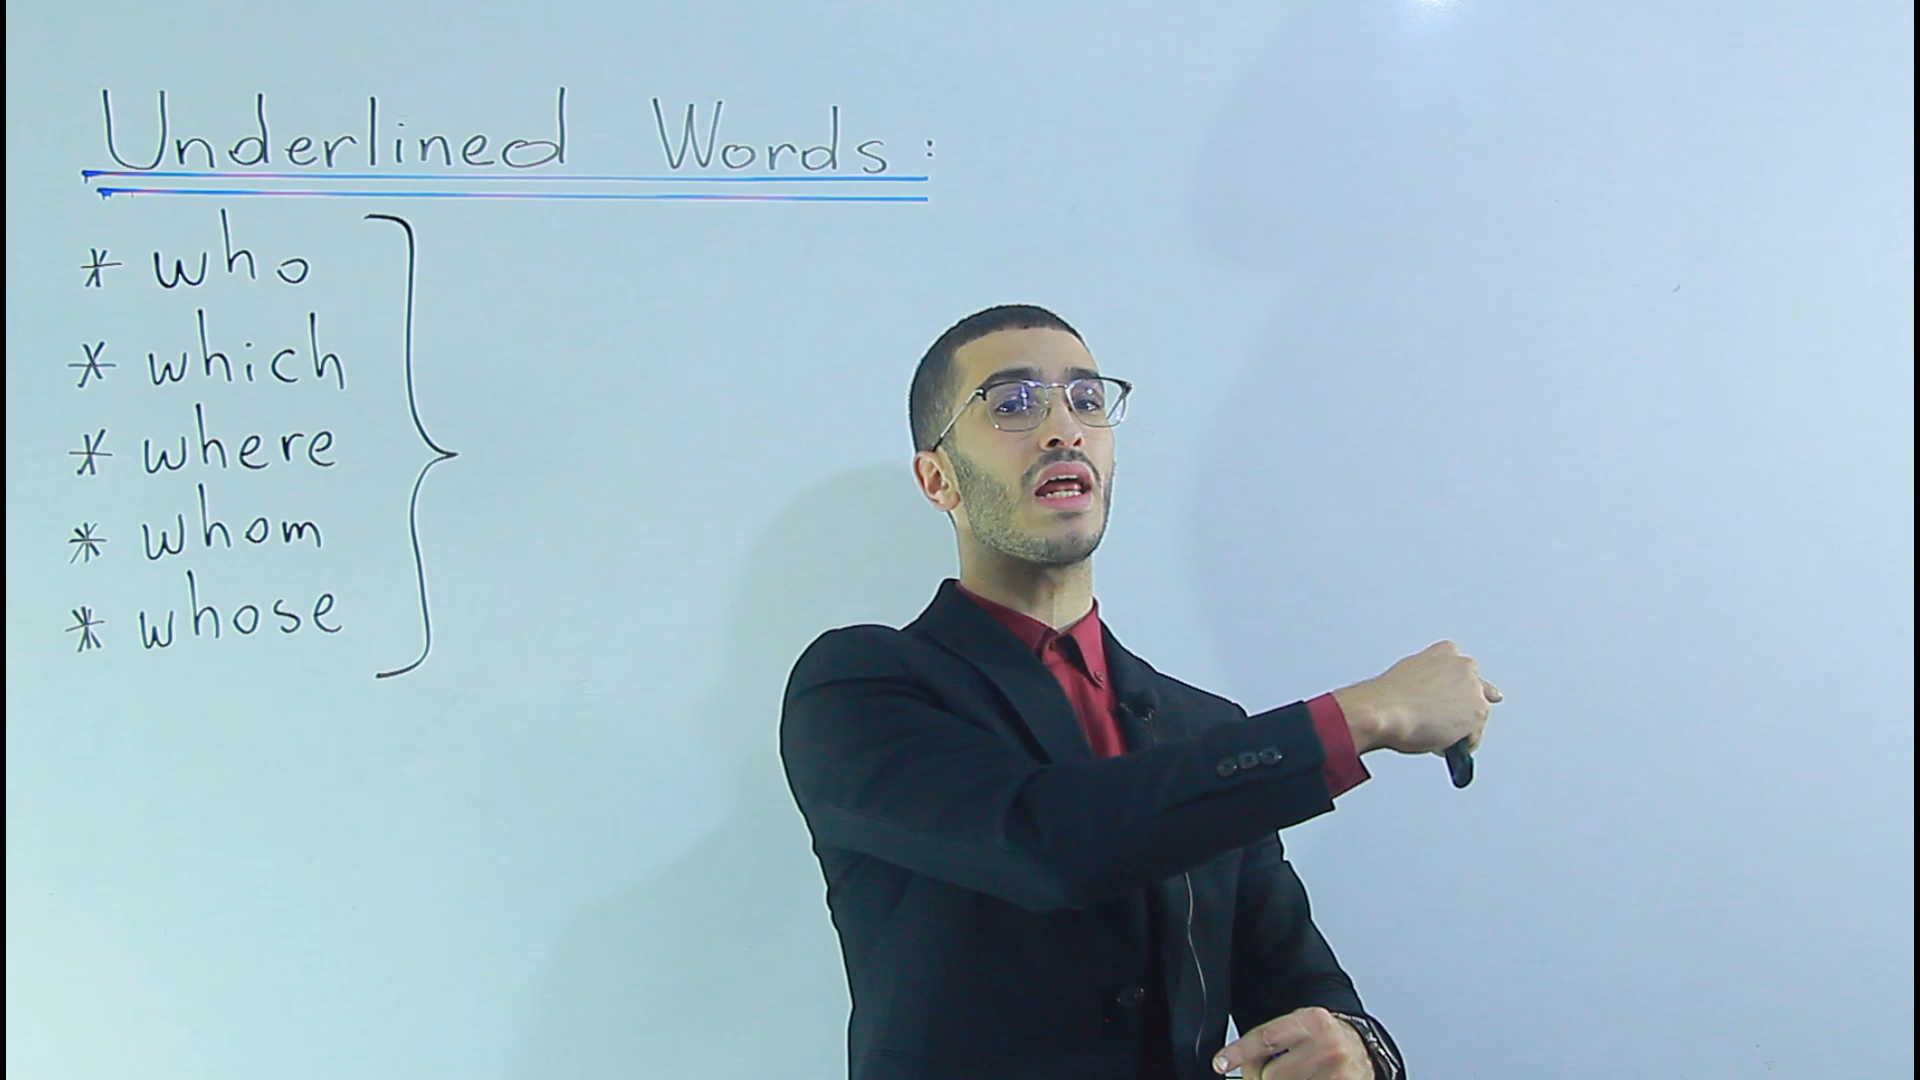 Underlined Words:
* who
* which
* where
* whom
* whose